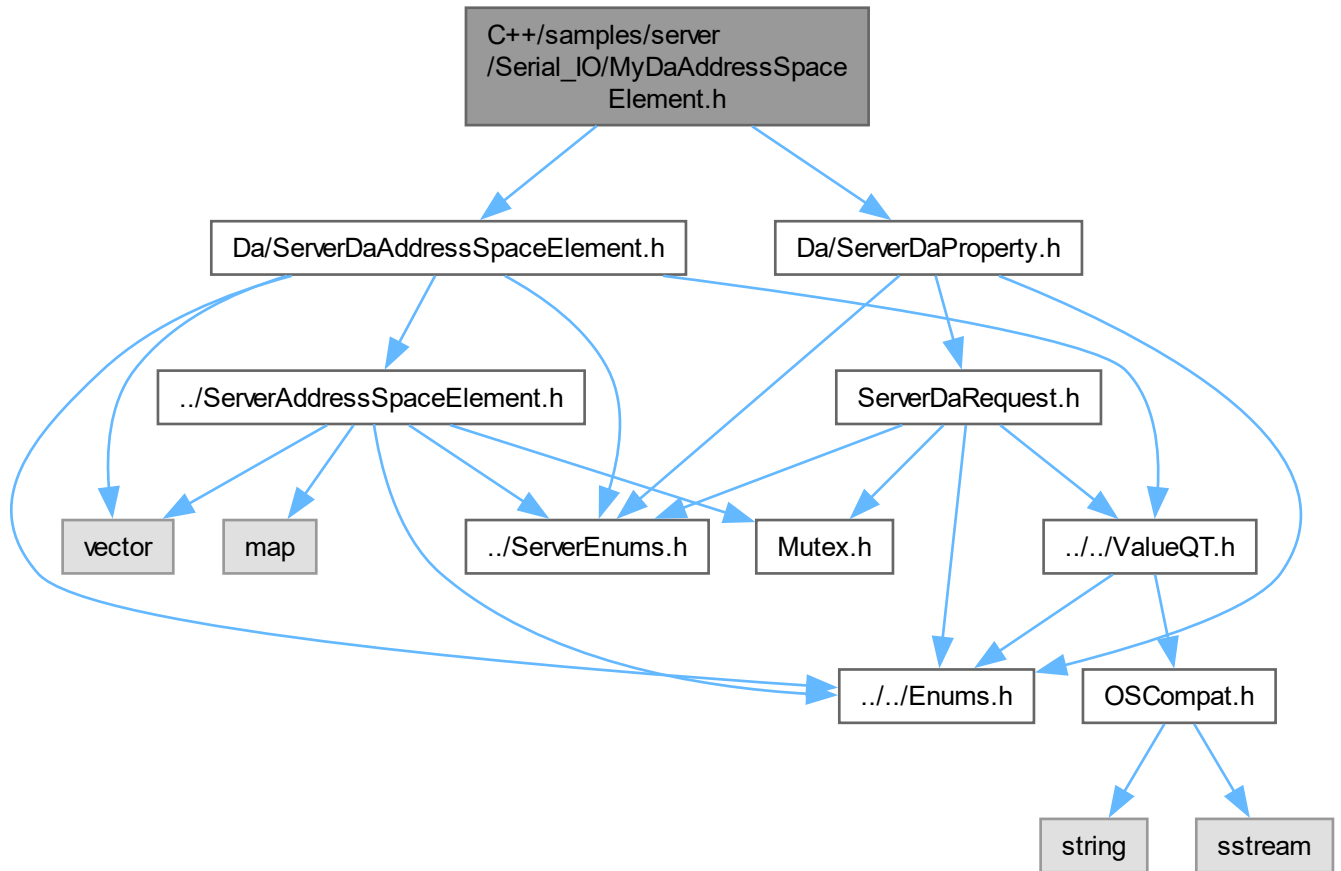 C++/samples/server
/Serial_IO/MyDaAddressSpace
Element.h
Da/ServerDaAddressSpaceElement.h
Da/ServerDaProperty.h
../ServerAddressSpaceElement.h
ServerDaRequest.h
vector
map
../ServerEnums.h
Mutex.h
../../ValueQT.h
../../Enums.h
OSCompat.h
string
sstream